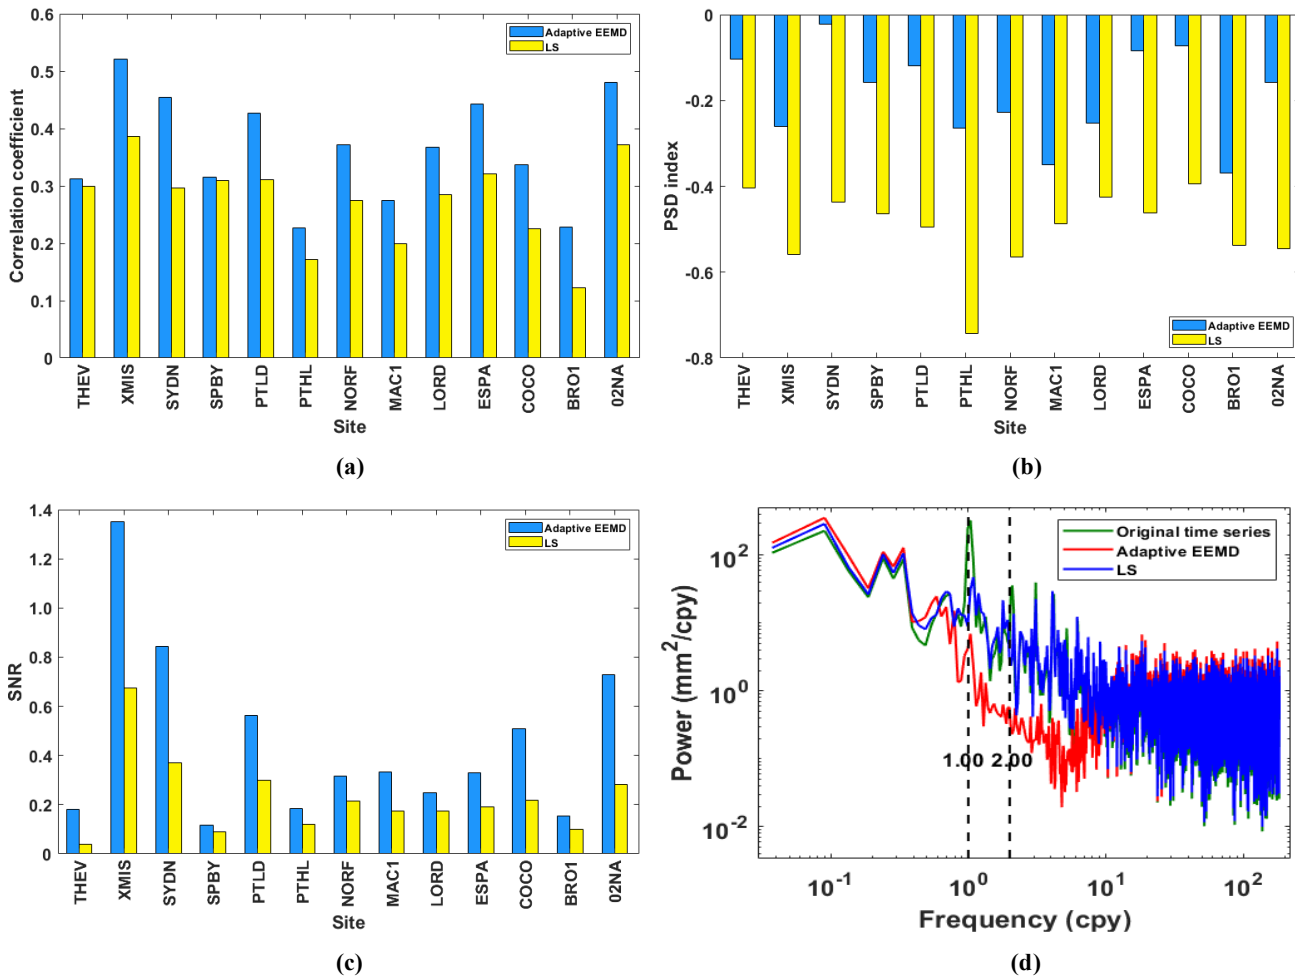 0.6
0.5
0.4
0.3
0.2
0.1
0
Correlation coefficient
Adaptive EEMD
LS
THEV XMIS SYDN SPBY PTLD PTHL NORF MAC1 LORD ESPA COCO BRO1 02NA
Site
(a)
0
-0.2
-0.4
-0.6
-0.8
PSD index
Adaptive EEMD
LS
THEV XMIS SYDN SPBY PTLD PTHL NORF MAC1 LORD ESPA COCO BRO1 02NA
Site
(b)
1.4
1.2
1.0
0.8
0.6
0.4
0.2
0
SNR
Adaptive EEMD
LS
THEV XMIS SYDN SPBY PTLD PTHL NORF MAC1 LORD ESPA COCO BRO1 02NA
Site
(c)
10^2
10^0
10^-2
Power (mm^2/cpy)
Original time series
Adaptive EEMD
LS
1.00 2.00
10^-1 10^0 10^1 10^2
Frequency (cpy)
(d)